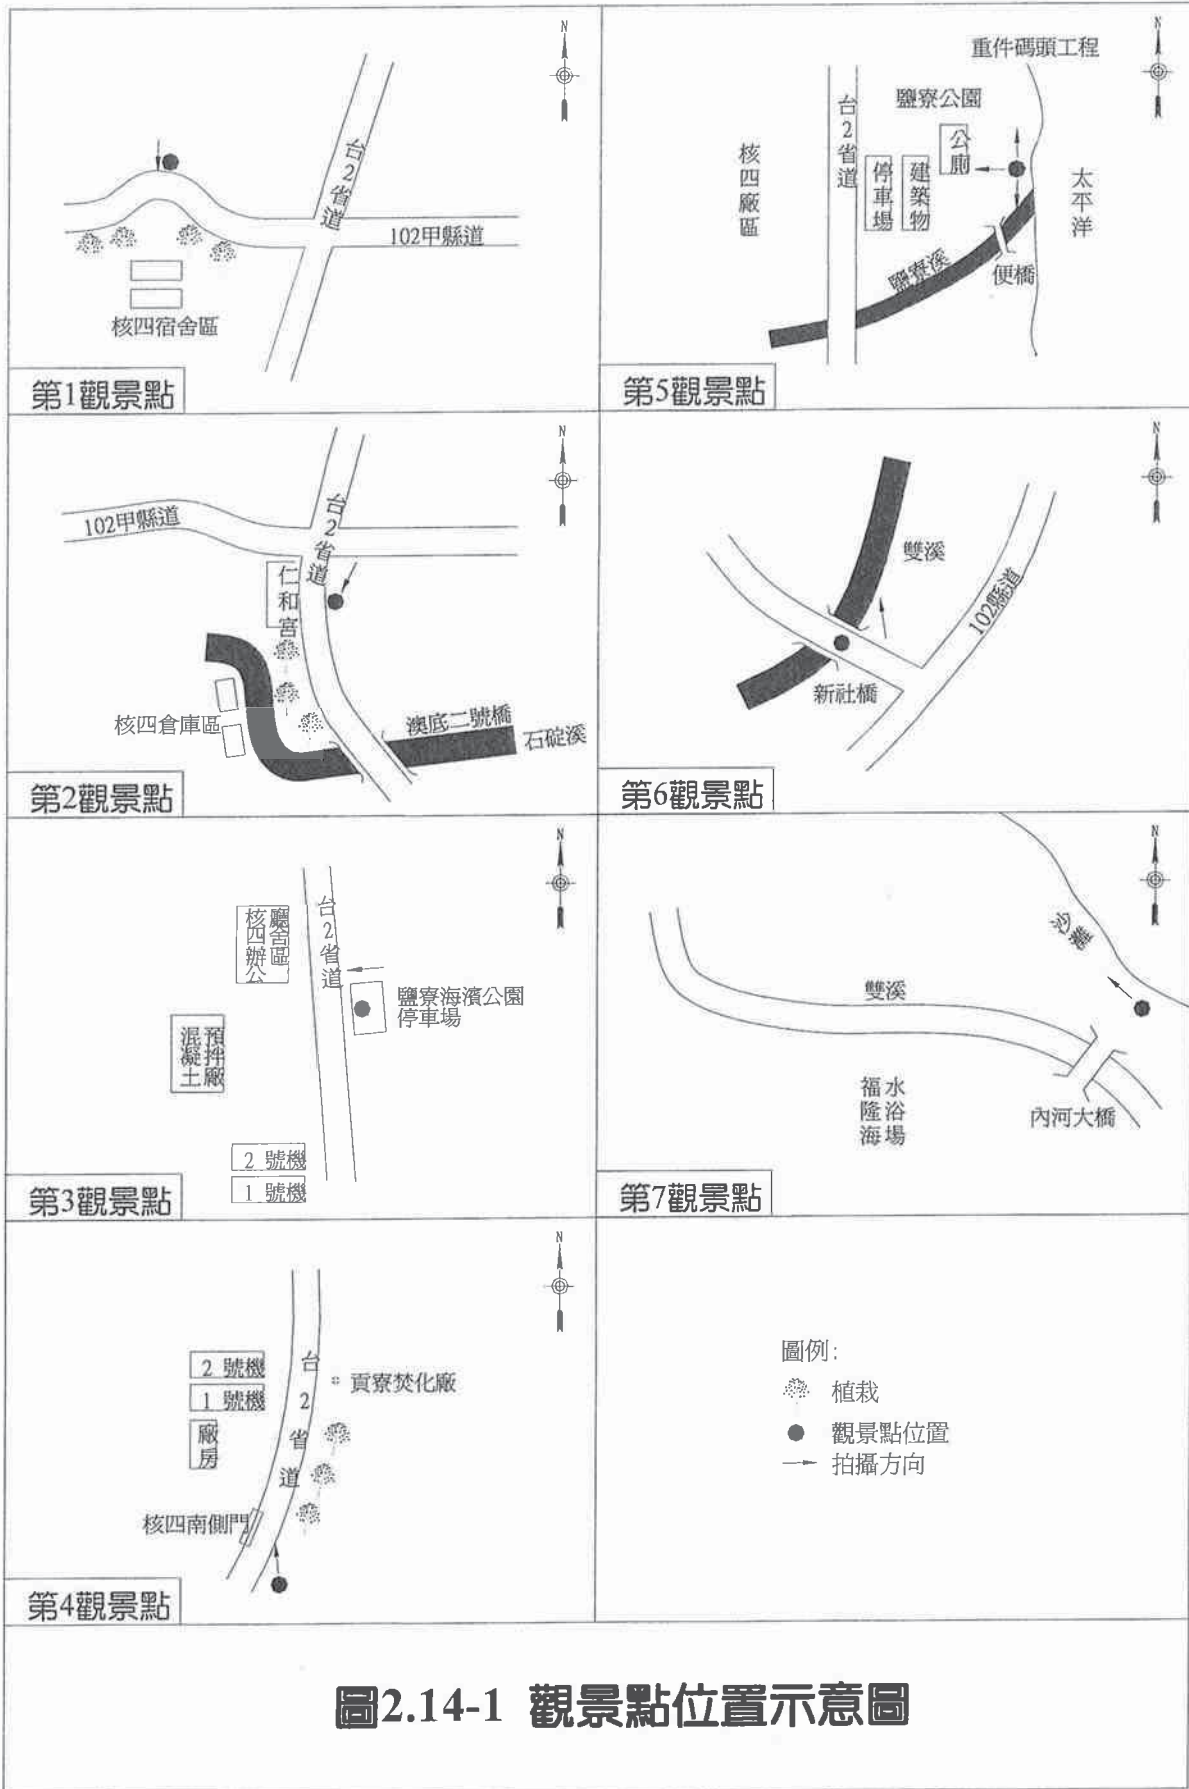 N
台2省道
102甲縣道
核四宿舍區
第1觀景點
N
重件碼頭工程
鹽寮公園
台2省道
公廁
核四廠區
停車場
建築物
太平洋
鹽寮溪
便橋
第5觀景點
N
台2省道
102甲縣道
仁和宮
核四倉庫區
澳底二號橋
石碇溪
第2觀景點
N
雙溪
102縣道
新社橋
第6觀景點
N
台2省道
核四辦公
廳舍區
鹽寮海濱公園
停車場
混凝土
預拌廠
2 號機
1 號機
第3觀景點
N
沙灘
雙溪
福隆海
水浴場
內河大橋
第7觀景點
N
2 號機
1 號機
廠房
台2省道
貢寮焚化廠
核四南側門
第4觀景點
圖例:
植栽
觀景點位置
拍攝方向
圖2.14-1 觀景點位置示意圖